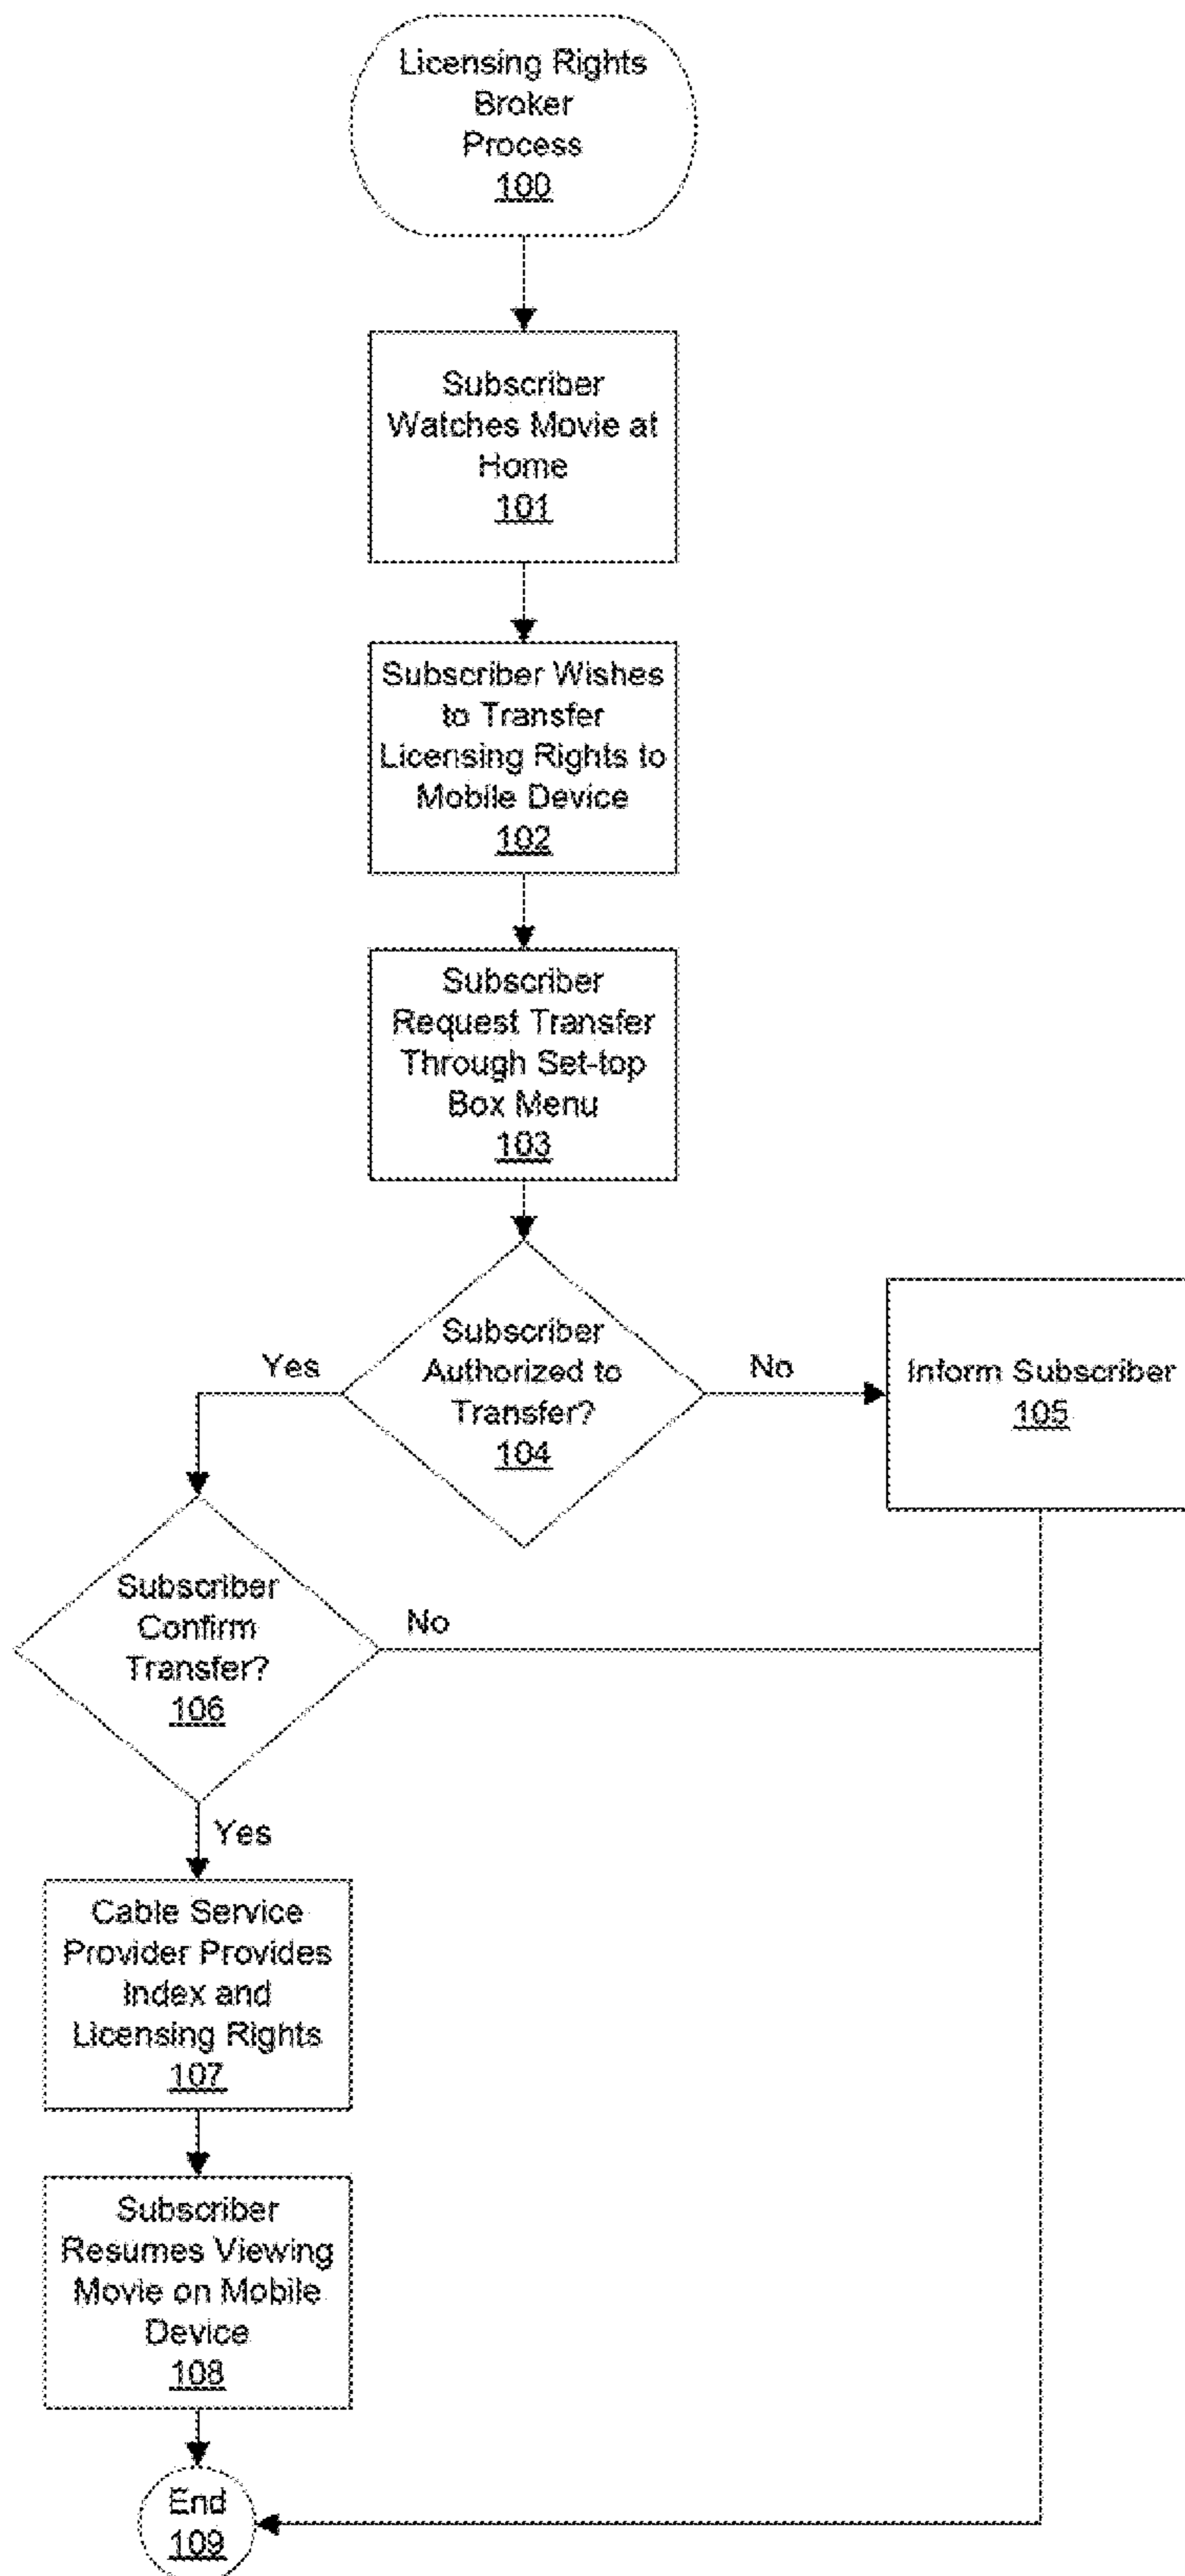 Licensing Rights
Broker
Process
100
Subscriber
Watches Movie at
Home
101
Subscriber Wishes
to Transfer
Licensing Rights to
Mobile Device
102
Subscriber
Request Transfer
Through Set-top
Box Menu
103
Subscriber
Authorized to
Transfer?
104
Yes
No
Inform Subscriber
105
Subscriber
Confirm
Transfer?
106
No
Yes
Cable Service
Provider Provides
Index and
Licensing Rights
107
Subscriber
Resumes Viewing
Movie on Mobile
Device
108
End
109